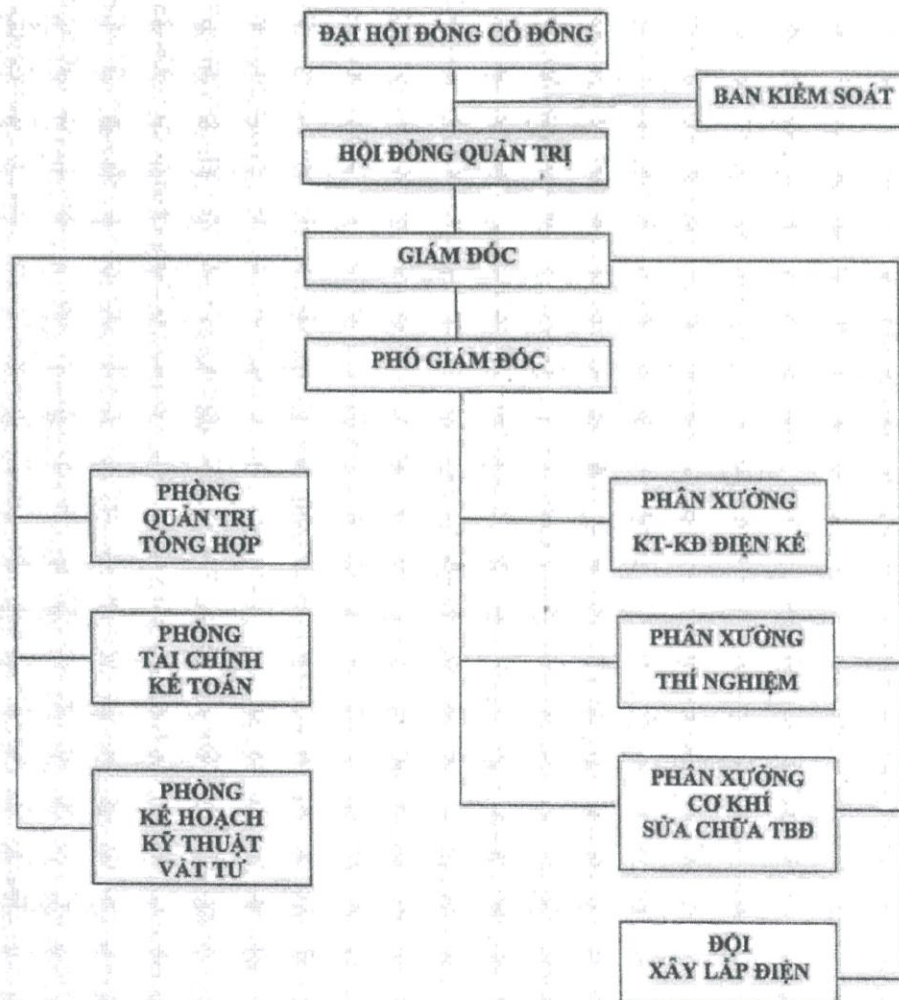 ĐẠI HỘI ĐỒNG CỔ ĐÔNG
BAN KIỂM SOÁT
HỘI ĐỒNG QUẢN TRỊ
GIÁM ĐỐC
PHÓ GIÁM ĐỐC
PHÒNG
QUẢN TRỊ
TỔNG HỢP
PHÂN XƯỞNG
KT-KĐ ĐIỆN KẾ
PHÒNG
TÀI CHÍNH
KẾ TOÁN
PHÂN XƯỞNG
THÍ NGHIỆM
PHÒNG
KẾ HOẠCH
KỸ THUẬT
VẬT TƯ
PHÂN XƯỞNG
CƠ KHÍ
SỬA CHỮA TBĐ
ĐỘI
XÂY LẮP ĐIỆN